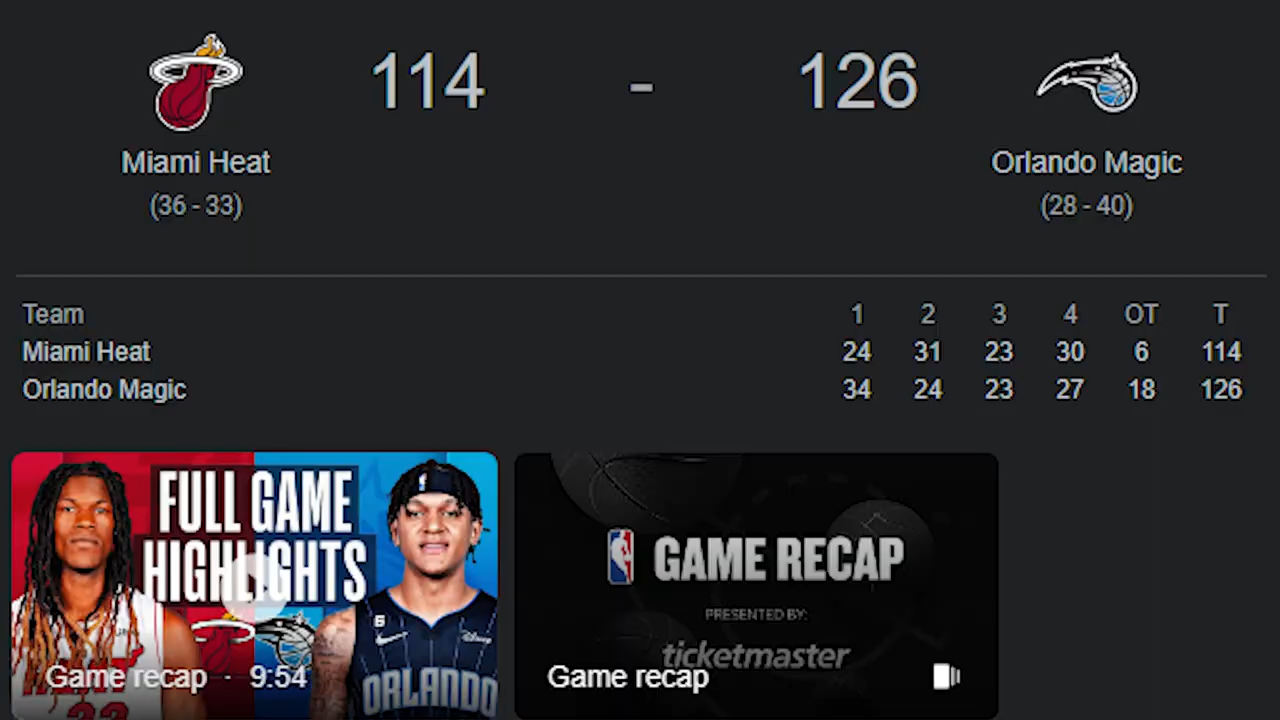 114 - 126
Miami Heat
Orlando Magic
(36 - 33)
(28 - 40)
Team 1 2 3 4 OT T
Miami Heat 24 31 23 30 6 114
Orlando Magic 34 24 23 27 18 126
FULL GAME
HIGHLIGHTS
Game recap · 9:54
ORLANDO
GAME RECAP
PRESENTED BY:
ticketmaster
Game recap